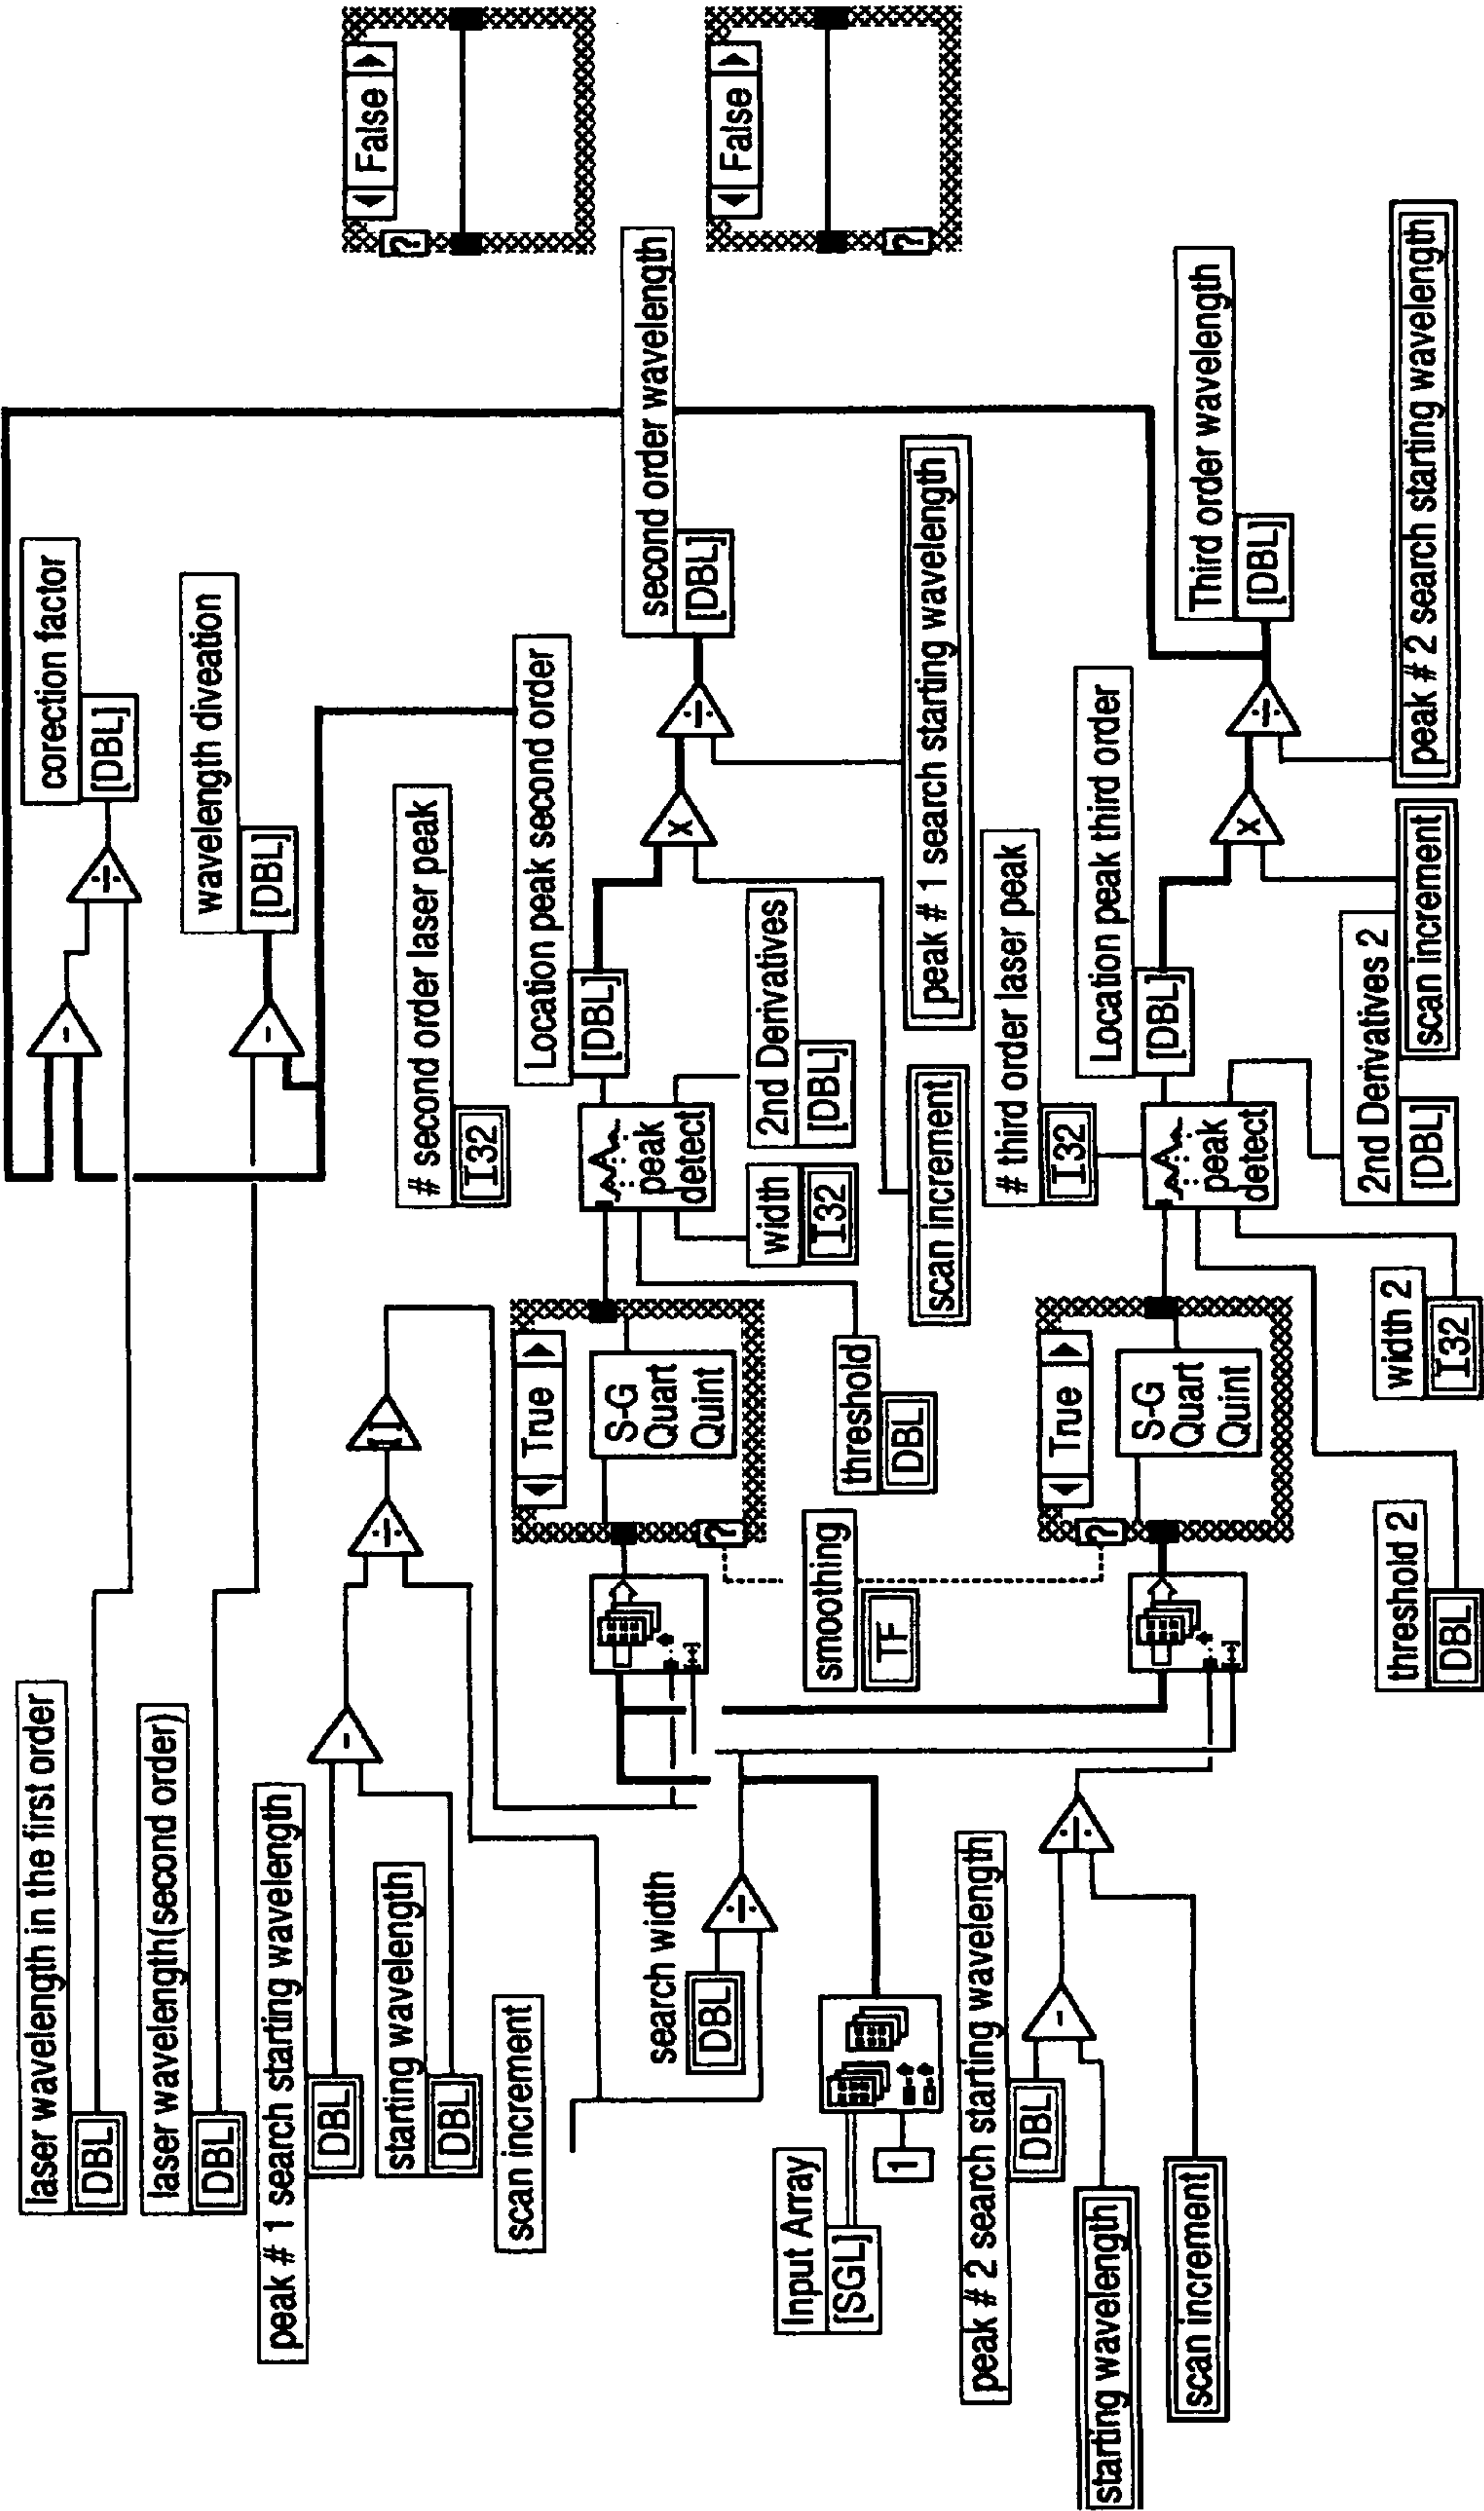 laser wavelength in the first order
DBL
laser wavelength(second order)
DBL
peak # 1 search starting wavelength
DBL
starting wavelength
DBL
scan increment
search width
DBL
Input Array
[SGL]
1
peak # 2 search starting wavelength
DBL
starting wavelength
scan increment
corection factor
[DBL]
wavelength diveation
[DBL]
True
S-G
Quart
Quint
?
smoothing
TF
threshold
DBL
True
S-G
Quart
Quint
?
threshold 2
DBL
width 2
I32
# second order laser peak
I32
Location peak second order
[DBL]
peak
detect
2nd Derivatives
[DBL]
width
I32
scan increment
# third order laser peak
I32
Location peak third order
[DBL]
peak
detect
2nd Derivatives 2
[DBL]
scan increment
second order wavelength
[DBL]
peak # 1 search starting wavelength
Third order wavelength
[DBL]
peak # 2 search starting wavelength
False
?
False
?